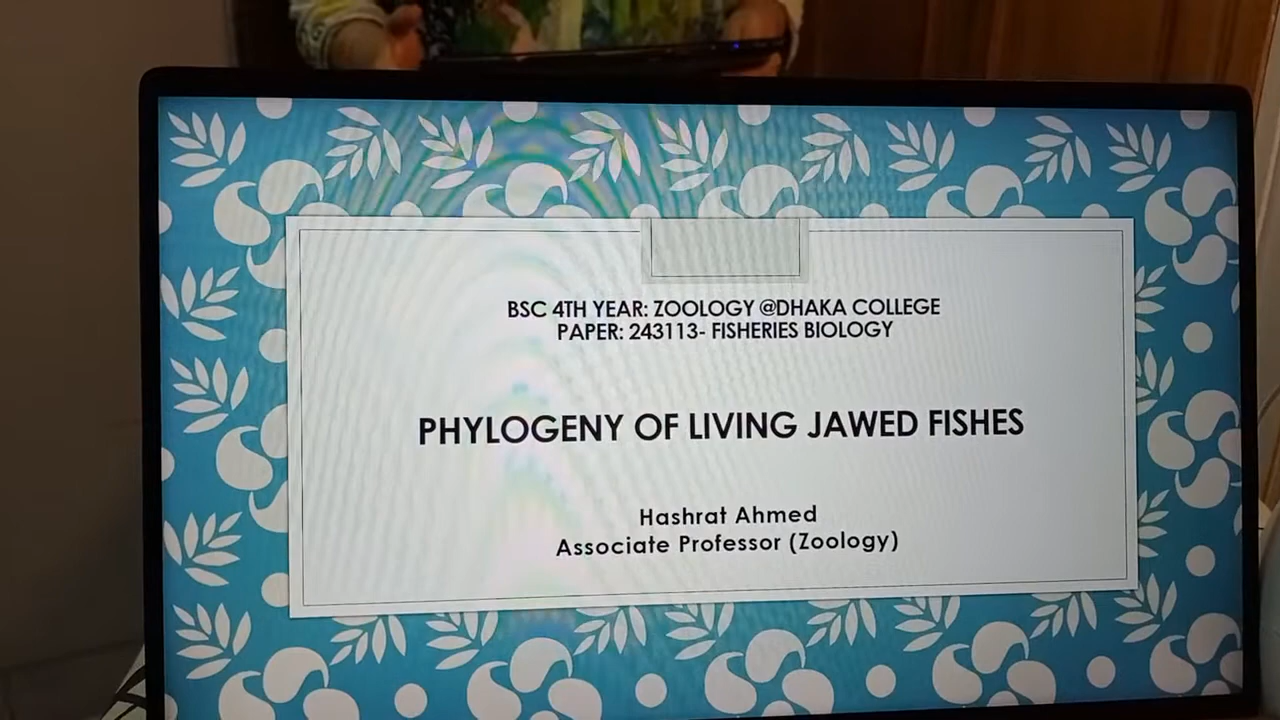 BSC 4TH YEAR: ZOOLOGY @DHAKA COLLEGE
PAPER: 243113- FISHERIES BIOLOGY
PHYLOGENY OF LIVING JAWED FISHES
Hashrat Ahmed
Associate Professor (Zoology)